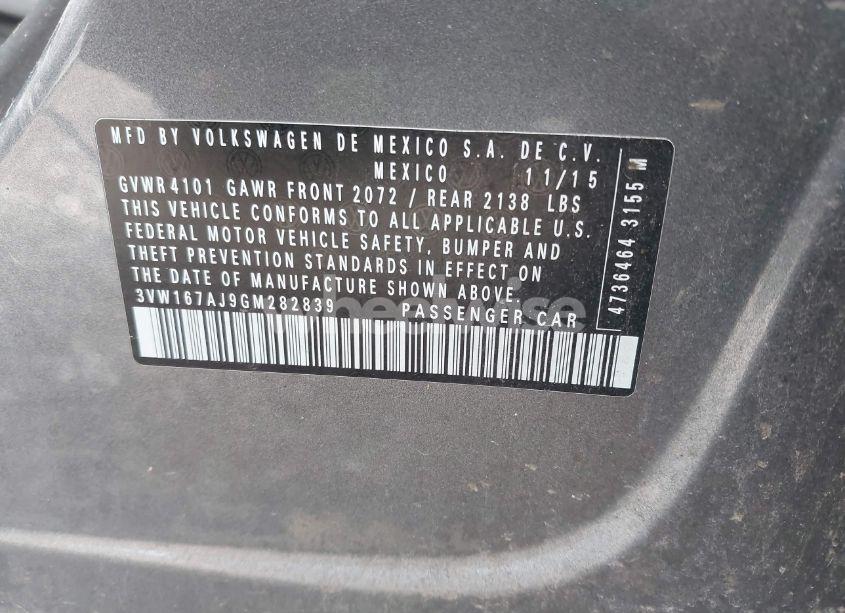 MFD BY VOLKSWAGEN DE MEXICO S.A. DE C.V.
MEXICO 11/15
GVWR 4101 GAWR FRONT 2072 / REAR 2138 LBS
THIS VEHICLE CONFORMS TO ALL APPLICABLE U.S.
FEDERAL MOTOR VEHICLE SAFETY, BUMPER AND
THEFT PREVENTION STANDARDS IN EFFECT ON
THE DATE OF MANUFACTURE SHOWN ABOVE.
3VW167AJ9GM282839 PASSENGER CAR
4736464 3155 M
wheelwise